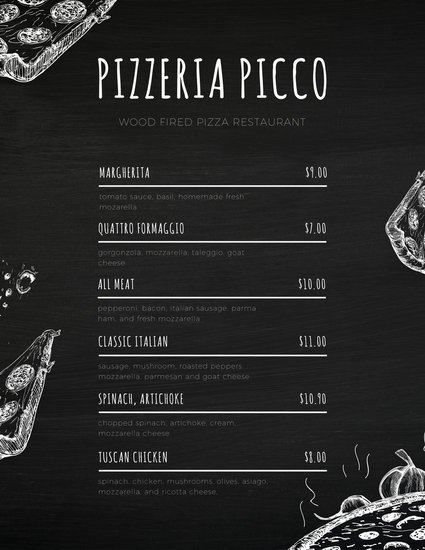 PIZZERIA PICCO
WOOD FIRED PIZZA RESTAURANT
MARGHERITA $9.00
tomato sauce, basil, homemade fresh
mozarella
QUATTRO FORMAGGIO $7.00
gorgonzola, mozzarella, taleggio, goat
cheese
ALL MEAT $10.00
pepperoni, bacon, italian sausage, parma
ham, and fresh mozzarella
CLASSIC ITALIAN $11.00
sausage, mushroom, roasted peppers
mozzarella, parmesan and goat cheese
SPINACH, ARTICHOKE $10.90
chopped spinach, artichoke, cream,
mozzarella cheese
TUSCAN CHICKEN $8.00
spinach, chicken, mushrooms, olives, asiago,
mozzarella, and ricotta cheese,